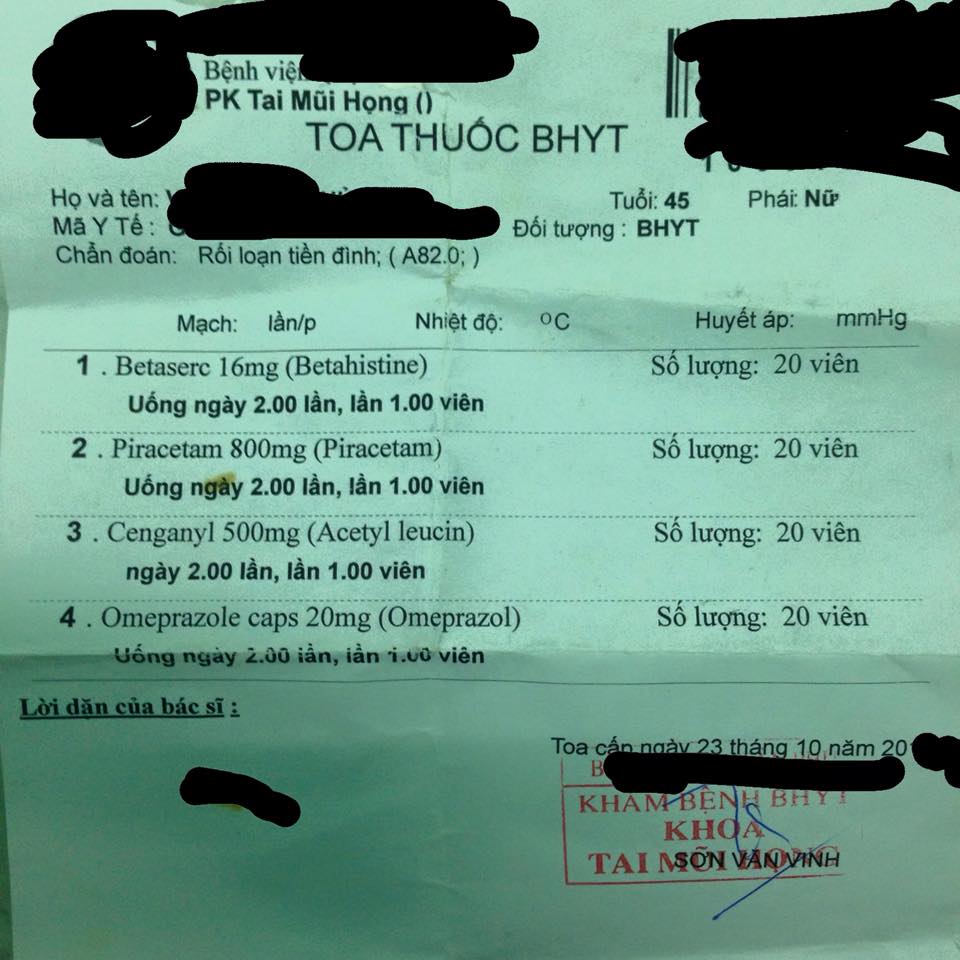 Bệnh viện
PK Tai Mũi Họng ()
TOA THUỐC BHYT
Họ và tên:
Tuổi: 45 Phái: Nữ
Mã Y Tế :
Đối tượng : BHYT
Chẩn đoán: Rối loạn tiền đình; ( A82.0; )
Mạch: lần/p Nhiệt độ: ºC Huyết áp: mmHg
1 . Betaserc 16mg (Betahistine) Số lượng: 20 viên
Uống ngày 2.00 lần, lần 1.00 viên
2 . Piracetam 800mg (Piracetam) Số lượng: 20 viên
Uống ngày 2.00 lần, lần 1.00 viên
3 . Cenganyl 500mg (Acetyl leucin) Số lượng: 20 viên
ngày 2.00 lần, lần 1.00 viên
4 . Omeprazole caps 20mg (Omeprazol) Số lượng: 20 viên
Uống ngày 2.00 lần, lần 1.00 viên
Lời dặn của bác sĩ :
Toa cấp ngày 23 tháng 10 năm 20
KHÁM BỆNH BHYT
KHOA
TAI MŨI HỌNG
SƠN VĂN VINH